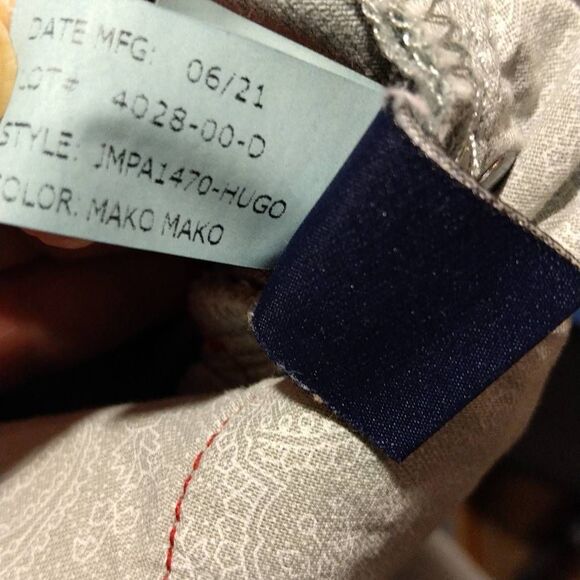 DATE MFG: 06/21
LOT# 4028-00-D
STYLE: JMPA1470-HUGO
COLOR: MAKO MAKO